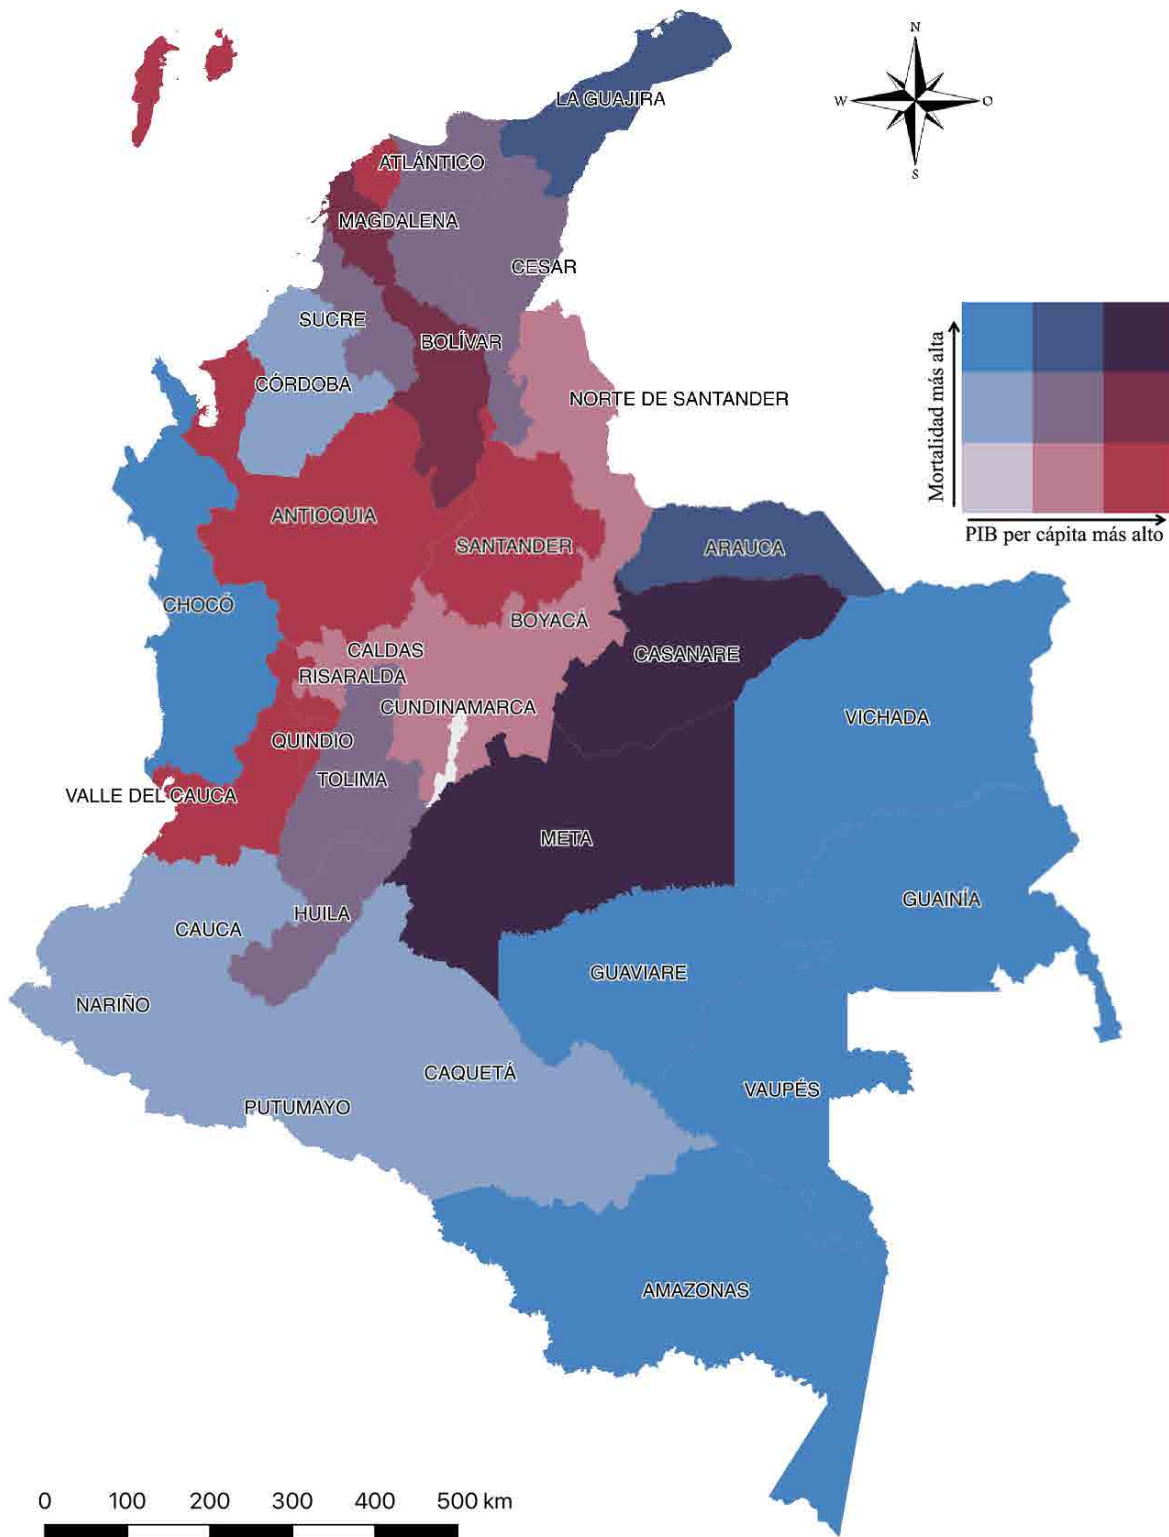 N
W
O
S
LA GUAJIRA
ATLÁNTICO
MAGDALENA
CESAR
SUCRE
BOLÍVAR
CÓRDOBA
NORTE DE SANTANDER
Mortalidad más alta
PIB per cápita más alto
ANTIOQUIA
SANTANDER
ARAUCA
CHOCÓ
BOYACÁ
CALDAS
CASANARE
RISARALDA
CUNDINAMARCA
VICHADA
QUINDIO
TOLIMA
VALLE DEL CAUCA
META
GUAINÍA
HUILA
CAUCA
GUAVIARE
NARIÑO
CAQUETÁ
VAUPÉS
PUTUMAYO
AMAZONAS
0 100 200 300 400 500 km